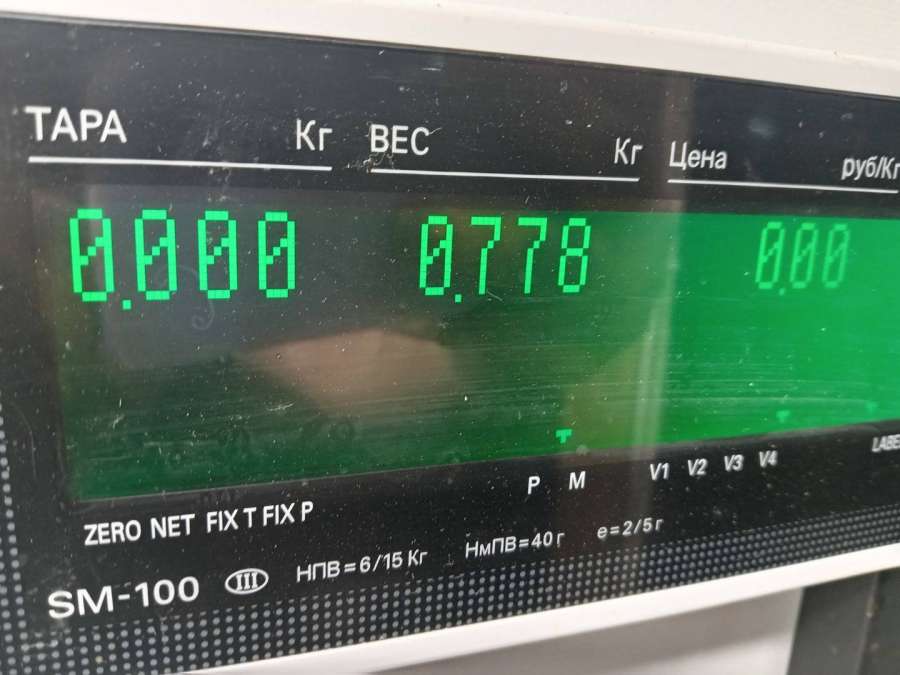 ТАРА Кг ВЕС Кг Цена руб/Кг
0.000 0.778 0.00
P M V1 V2 V3 V4
ZERO NET FIX T FIX P
SM-100 III НПВ=6/15 Кг НмПВ=40 г e=2/5 г